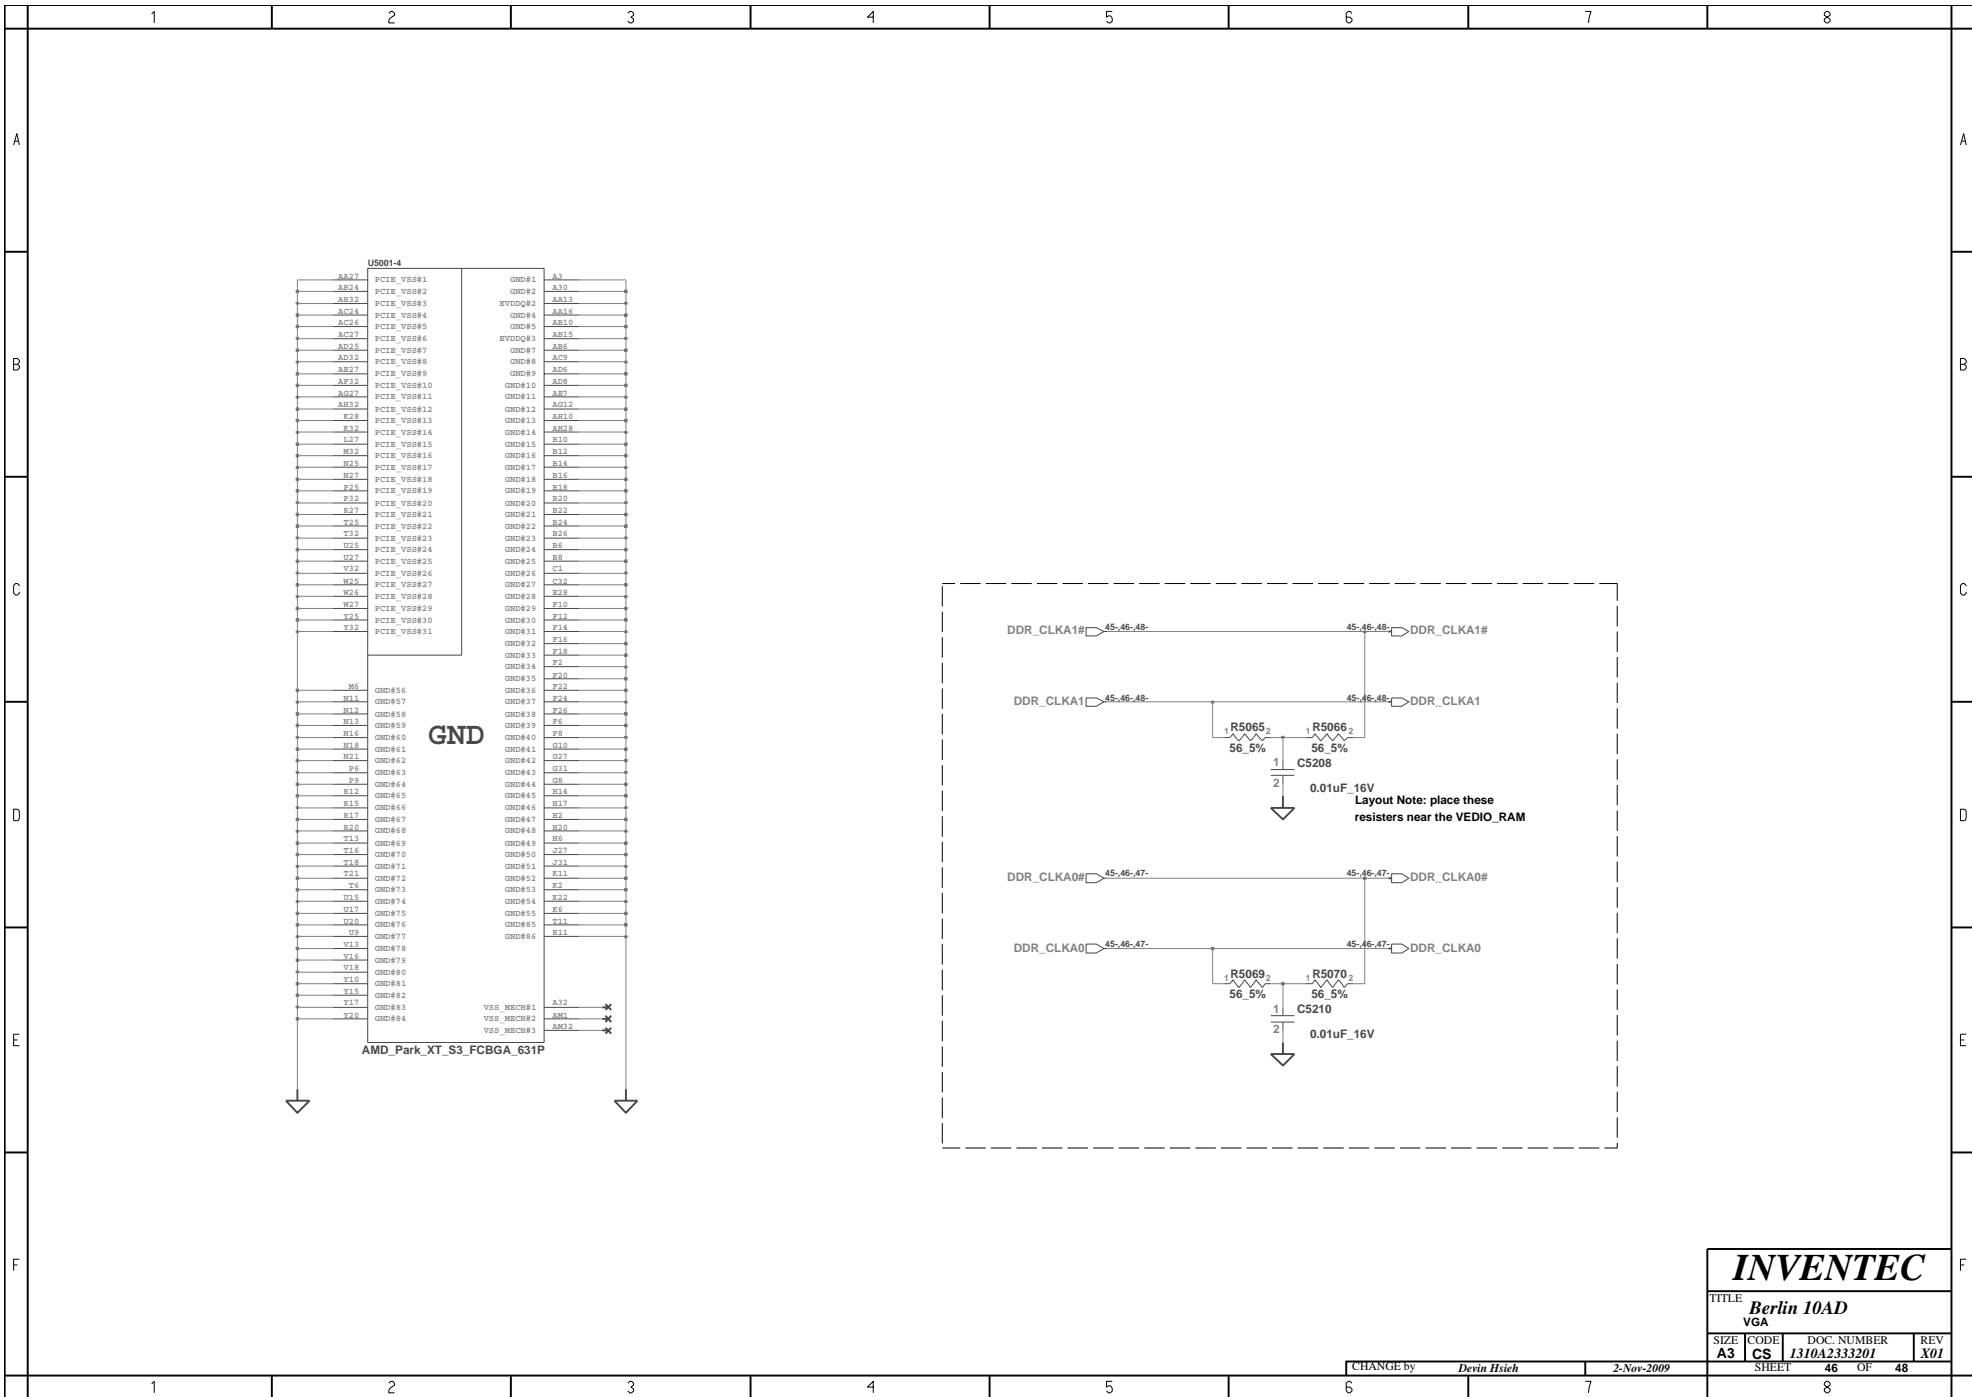 1 2 3 4 5 6 7 8
A A
B B
C C
D D
E E
F F
U5001-4
AA27 PCIE_VSS#1 GND#1 A3
AB24 PCIE_VSS#2 GND#2 A30
AB32 PCIE_VSS#3 EVDDQ#2 AA13
AC24 PCIE_VSS#4 GND#4 AA16
AC26 PCIE_VSS#5 GND#5 AB10
AC27 PCIE_VSS#6 EVDDQ#3 AB15
AD25 PCIE_VSS#7 GND#7 AB6
AD32 PCIE_VSS#8 GND#8 AC9
AE27 PCIE_VSS#9 GND#9 AD6
AF32 PCIE_VSS#10 GND#10 AD8
AG27 PCIE_VSS#11 GND#11 AE7
AH32 PCIE_VSS#12 GND#12 AG12
K28 PCIE_VSS#13 GND#13 AH10
K32 PCIE_VSS#14 GND#14 AH28
L27 PCIE_VSS#15 GND#15 B10
M32 PCIE_VSS#16 GND#16 B12
N25 PCIE_VSS#17 GND#17 B14
N27 PCIE_VSS#18 GND#18 B16
P25 PCIE_VSS#19 GND#19 B18
P32 PCIE_VSS#20 GND#20 B20
R27 PCIE_VSS#21 GND#21 B22
T25 PCIE_VSS#22 GND#22 B24
T32 PCIE_VSS#23 GND#23 B26
U25 PCIE_VSS#24 GND#24 B6
U27 PCIE_VSS#25 GND#25 B8
V32 PCIE_VSS#26 GND#26 C1
W25 PCIE_VSS#27 GND#27 C32
W26 PCIE_VSS#28 GND#28 E28
W27 PCIE_VSS#29 GND#29 F10
Y25 PCIE_VSS#30 GND#30 F12
Y32 PCIE_VSS#31 GND#31 F14
GND#32 F16
GND#33 F18
GND#34 F2
GND#35 F20
M6 GND#56 GND#36 F22
N11 GND#57 GND#37 F24
N12 GND#58 GND#38 F26
N13 GND#59 GND#39 F6
N16 GND#60 GND#40 F8
N18 GND#61 GND#41 G10
N21 GND#62 GND#42 G27
P6 GND#63 GND#43 G31
P9 GND#64 GND#44 G8
R12 GND#65 GND#45 H14
R15 GND#66 GND#46 H17
R17 GND#67 GND#47 H2
R20 GND#68 GND#48 H20
T13 GND#69 GND#49 H6
T16 GND#70 GND#50 J27
T18 GND#71 GND#51 J31
T21 GND#72 GND#52 K11
T6 GND#73 GND#53 K2
U15 GND#74 GND#54 K22
U17 GND#75 GND#55 K6
U20 GND#76 GND#85 T11
U9 GND#77 GND#86 R11
V13 GND#78
V16 GND#79
V18 GND#80
Y10 GND#81
Y15 GND#82
Y17 GND#83 VSS_MECH#1 A32
Y20 GND#84 VSS_MECH#2 AM1
VSS_MECH#3 AM32
GND
AMD_Park_XT_S3_FCBGA_631P
DDR_CLKA1# 45-,46-,48- 45-,46-,48- DDR_CLKA1#
DDR_CLKA1 45-,46-,48- 45-,46-,48- DDR_CLKA1
1 R5065 2 1 R5066 2
56_5% 56_5%
1 C5208
2 0.01uF_16V
Layout Note: place these
resisters near the VEDIO_RAM
DDR_CLKA0# 45-,46-,47- 45-,46-,47- DDR_CLKA0#
DDR_CLKA0 45-,46-,47- 45-,46-,47- DDR_CLKA0
1 R5069 2 1 R5070 2
56_5% 56_5%
1 C5210
2 0.01uF_16V
INVENTEC
TITLE Berlin 10AD
VGA
SIZE CODE DOC. NUMBER REV
A3 CS 1310A2333201 X01
CHANGE by Devin Hsieh 2-Nov-2009 SHEET 46 OF 48
1 2 3 4 5 6 7 8